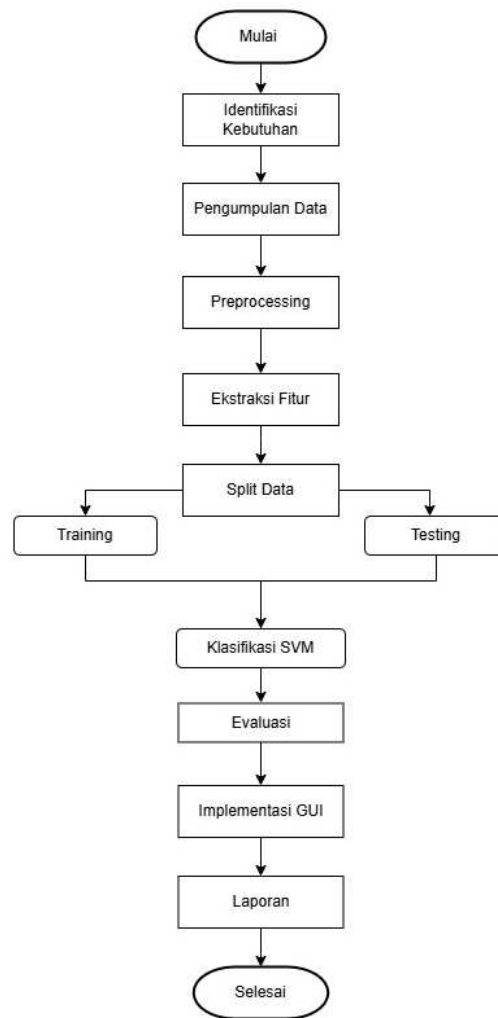 Mulai
Identifikasi
Kebutuhan
Pengumpulan Data
Preprocessing
Ekstraksi Fitur
Split Data
Training
Testing
Klasifikasi SVM
Evaluasi
Implementasi GUI
Laporan
Selesai